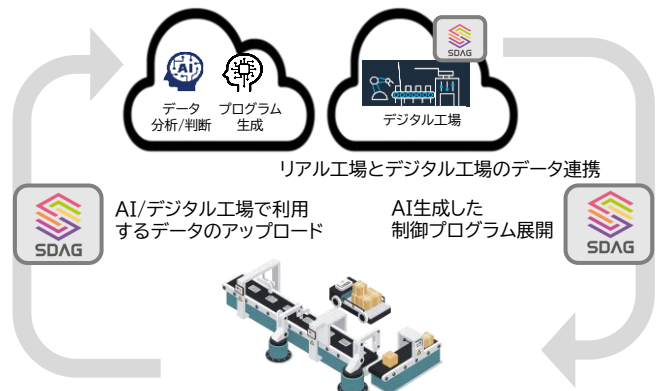 SDAG
AI
データ
分析/判断
プログラム
生成
デジタル工場
リアル工場とデジタル工場のデータ連携
SDAG
AI/デジタル工場で利用
するデータのアップロード
AI生成した
制御プログラム展開
SDAG